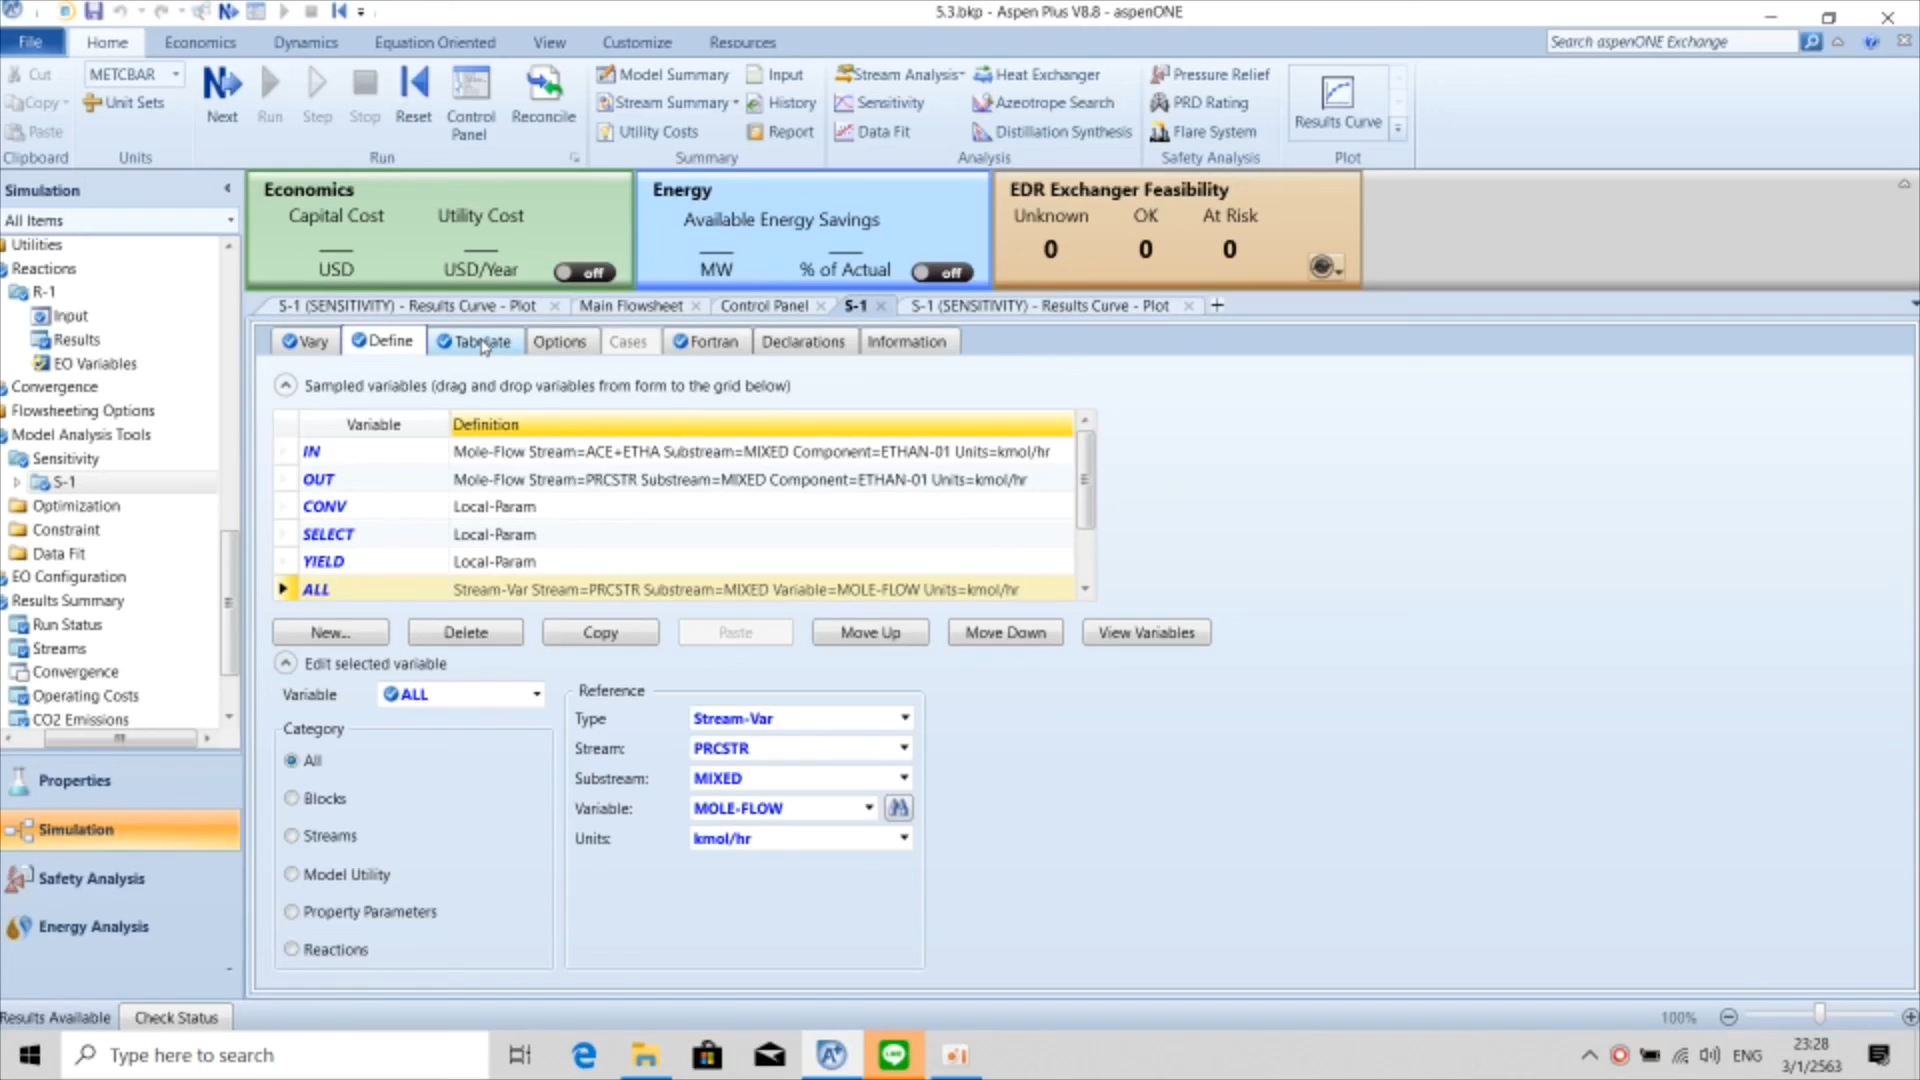 5.3.bkp - Aspen Plus V8.8 - aspenONE
File Home Economics Dynamics Equation Oriented View Customize Resources Search aspenONE Exchange
Cut METCBAR Model Summary Input Stream Analysis Heat Exchanger Pressure Relief
Copy Unit Sets Next Run Step Stop Reset Control Panel Reconcile Stream Summary History Sensitivity Azeotrope Search PRD Rating Results Curve
Paste Utility Costs Report Data Fit Distillation Synthesis Flare System
Clipboard Units Run Summary Analysis Safety Analysis Plot
Simulation
All Items
Utilities
Reactions
R-1
Input
Results
EO Variables
Convergence
Flowsheeting Options
Model Analysis Tools
Sensitivity
S-1
Optimization
Constraint
Data Fit
EO Configuration
Results Summary
Run Status
Streams
Convergence
Operating Costs
CO2 Emissions
Properties
Simulation
Safety Analysis
Energy Analysis
Economics
Capital Cost Utility Cost
USD USD/Year off
Energy
Available Energy Savings
MW % of Actual off
EDR Exchanger Feasibility
Unknown OK At Risk
0 0 0
S-1 (SENSITIVITY) - Results Curve - Plot Main Flowsheet Control Panel S-1 S-1 (SENSITIVITY) - Results Curve - Plot
Vary Define Tabulate Options Cases Fortran Declarations Information
Sampled variables (drag and drop variables from form to the grid below)
Variable Definition
IN Mole-Flow Stream=ACE+ETHA Substream=MIXED Component=ETHAN-01 Units=kmol/hr
OUT Mole-Flow Stream=PRCSTR Substream=MIXED Component=ETHAN-01 Units=kmol/hr
CONV Local-Param
SELECT Local-Param
YIELD Local-Param
ALL Stream-Var Stream=PRCSTR Substream=MIXED Variable=MOLE-FLOW Units=kmol/hr
New... Delete Copy Paste Move Up Move Down View Variables
Edit selected variable
Variable ALL
Category
All
Blocks
Streams
Model Utility
Property Parameters
Reactions
Reference
Type Stream-Var
Stream: PRCSTR
Substream: MIXED
Variable: MOLE-FLOW
Units: kmol/hr
Results Available Check Status 100%
Type here to search
ENG
23:28
3/1/2563